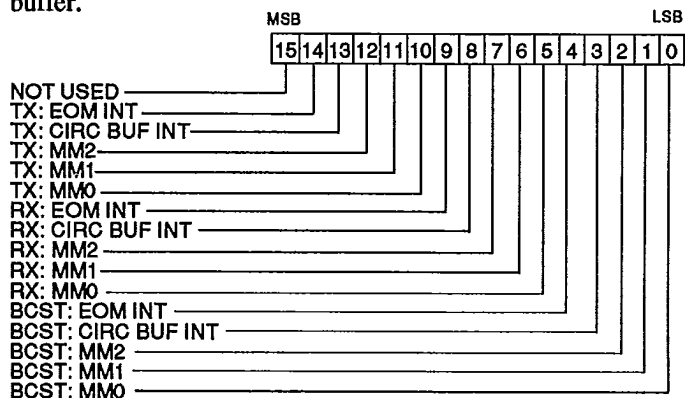 buffer.
MSB LSB
15 14 13 12 11 10 9 8 7 6 5 4 3 2 1 0
NOT USED
TX: EOM INT
TX: CIRC BUF INT
TX: MM2
TX: MM1
TX: MM0
RX: EOM INT
RX: CIRC BUF INT
RX: MM2
RX: MM1
RX: MM0
BCST: EOM INT
BCST: CIRC BUF INT
BCST: MM2
BCST: MM1
BCST: MM0